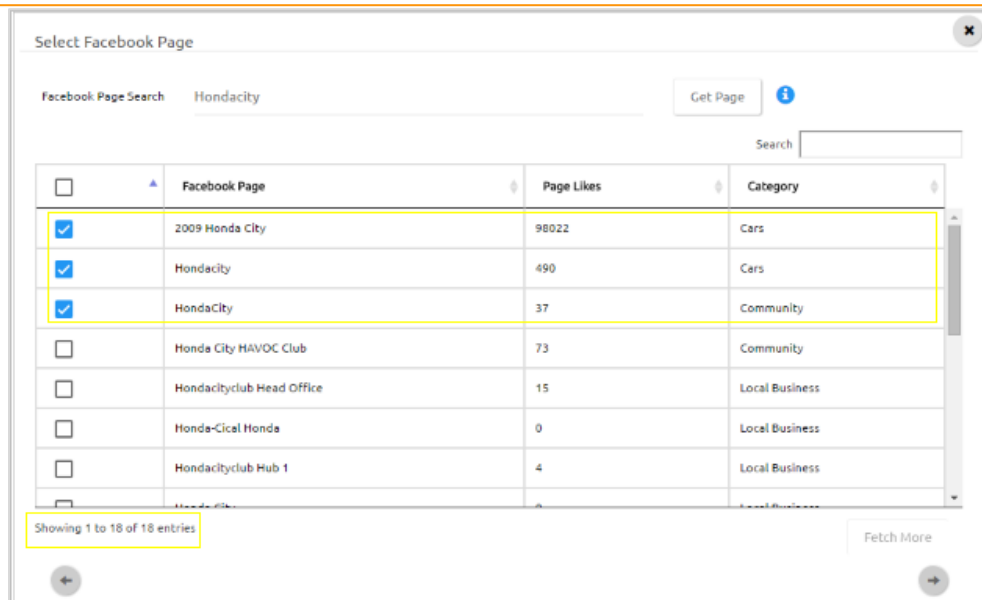 Select Facebook Page
Facebook Page Search Hondacity Get Page
Search
Facebook Page Page Likes Category
2009 Honda City 98022 Cars
Hondacity 490 Cars
HondaCity 37 Community
Honda City HAVOC Club 73 Community
Hondacityclub Head Office 15 Local Business
Honda-Cical Honda 0 Local Business
Hondacityclub Hub 1 4 Local Business
Showing 1 to 18 of 18 entries
Fetch More